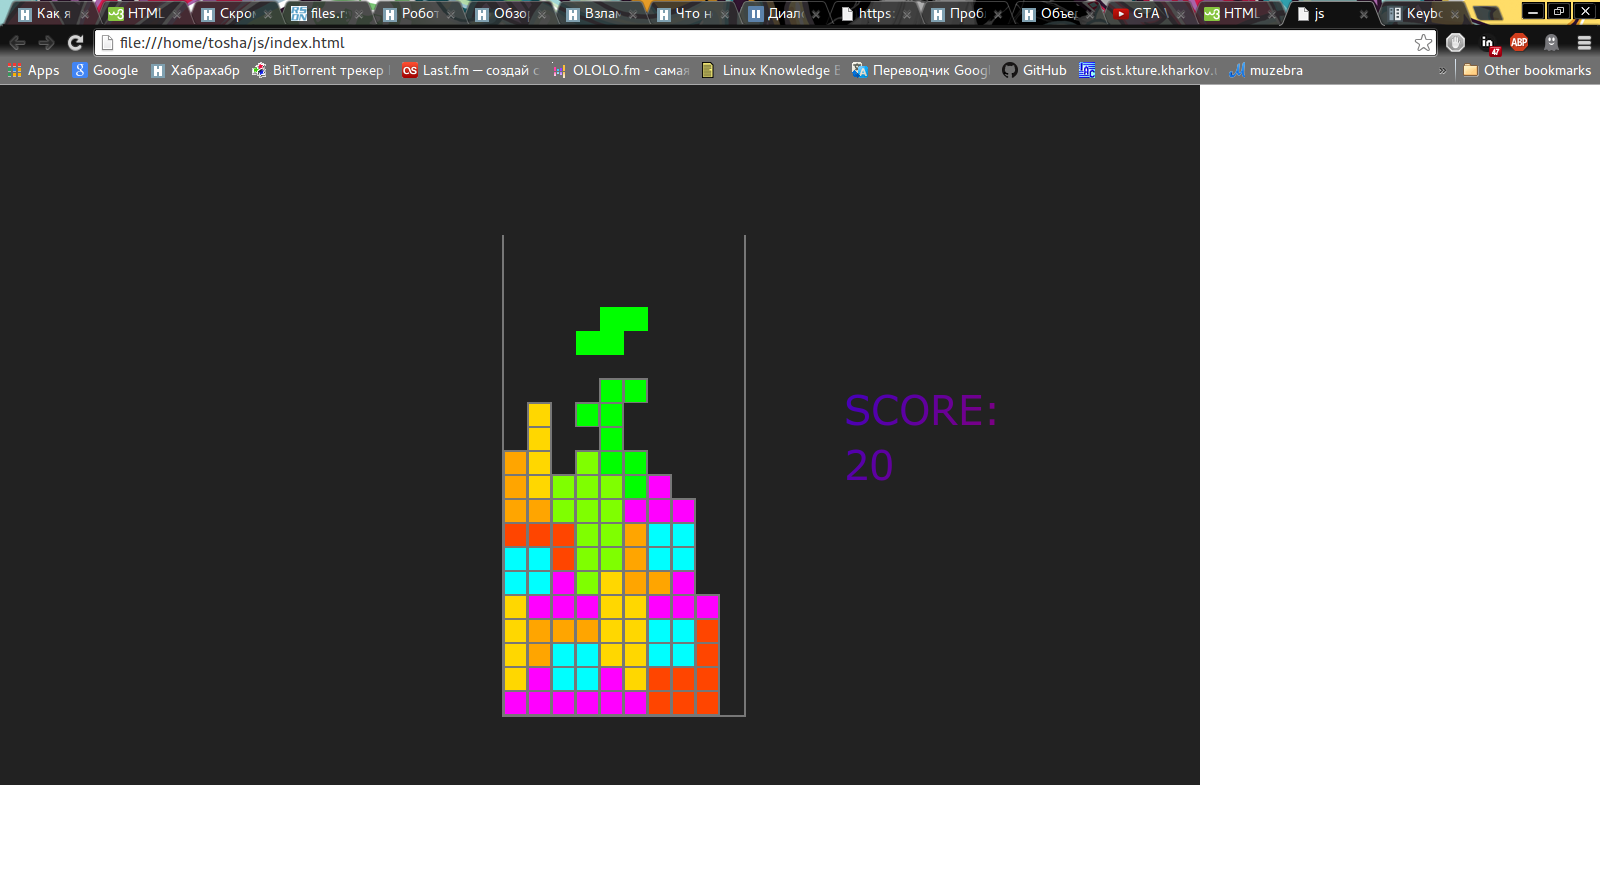 Как я
HTML
Скро
files.r
Робот
Обзо
Взла
Что н
Диал
https:
Проб
Объе
GTA
HTML
js
Keyb
file:///home/tosha/js/index.html
47
ABP
Apps
Google
Хабрахабр
BitTorrent трекер
Last.fm — создай с
OLOLO.fm - самая
Linux Knowledge
Переводчик Goog
GitHub
cist.kture.kharkov.
muzebra
»
Other bookmarks
SCORE:
20